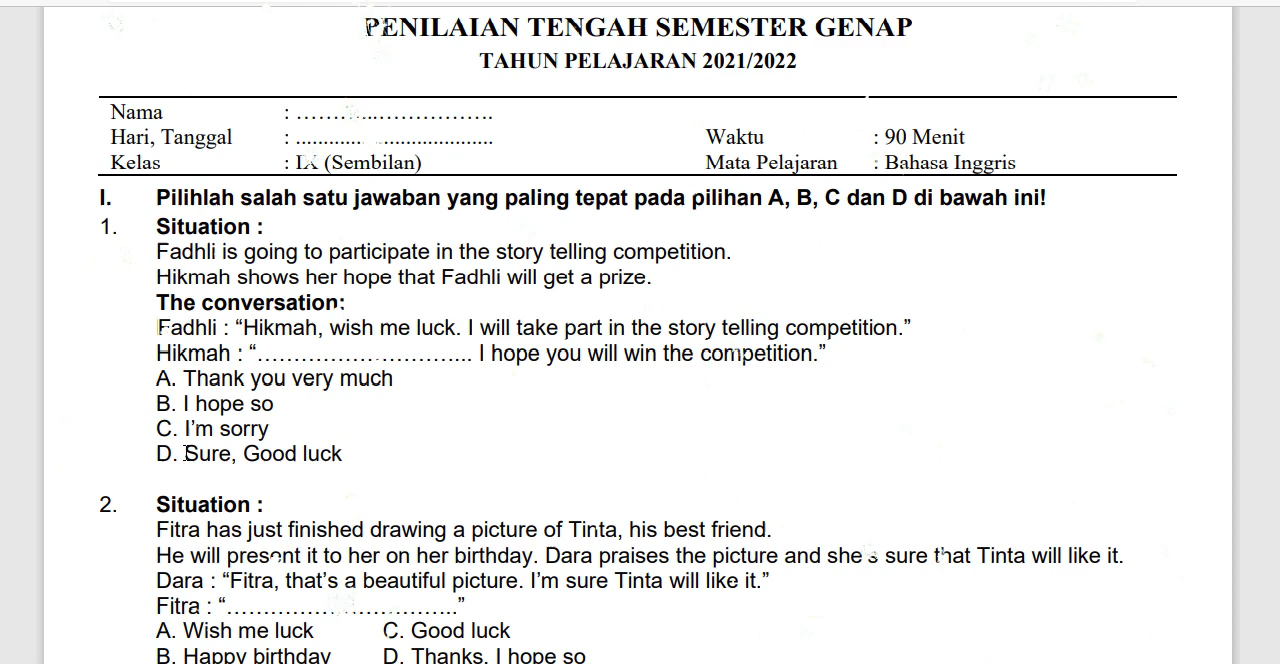 PENILAIAN TENGAH SEMESTER GENAP
TAHUN PELAJARAN 2021/2022
Nama : ……………………………
Hari, Tanggal : ................................... Waktu : 90 Menit
Kelas : IX (Sembilan) Mata Pelajaran : Bahasa Inggris
I. Pilihlah salah satu jawaban yang paling tepat pada pilihan A, B, C dan D di bawah ini!
1. Situation :
Fadhli is going to participate in the story telling competition.
Hikmah shows her hope that Fadhli will get a prize.
The conversation:
Fadhli : “Hikmah, wish me luck. I will take part in the story telling competition.”
Hikmah : “…………………………….. I hope you will win the competition.”
A. Thank you very much
B. I hope so
C. I’m sorry
D. Sure, Good luck
2. Situation :
Fitra has just finished drawing a picture of Tinta, his best friend.
He will present it to her on her birthday. Dara praises the picture and she s sure that Tinta will like it.
Dara : “Fitra, that’s a beautiful picture. I’m sure Tinta will like it.”
Fitra : “……………………………….”
A. Wish me luck C. Good luck
B. Happy birthday D. Thanks, I hope so